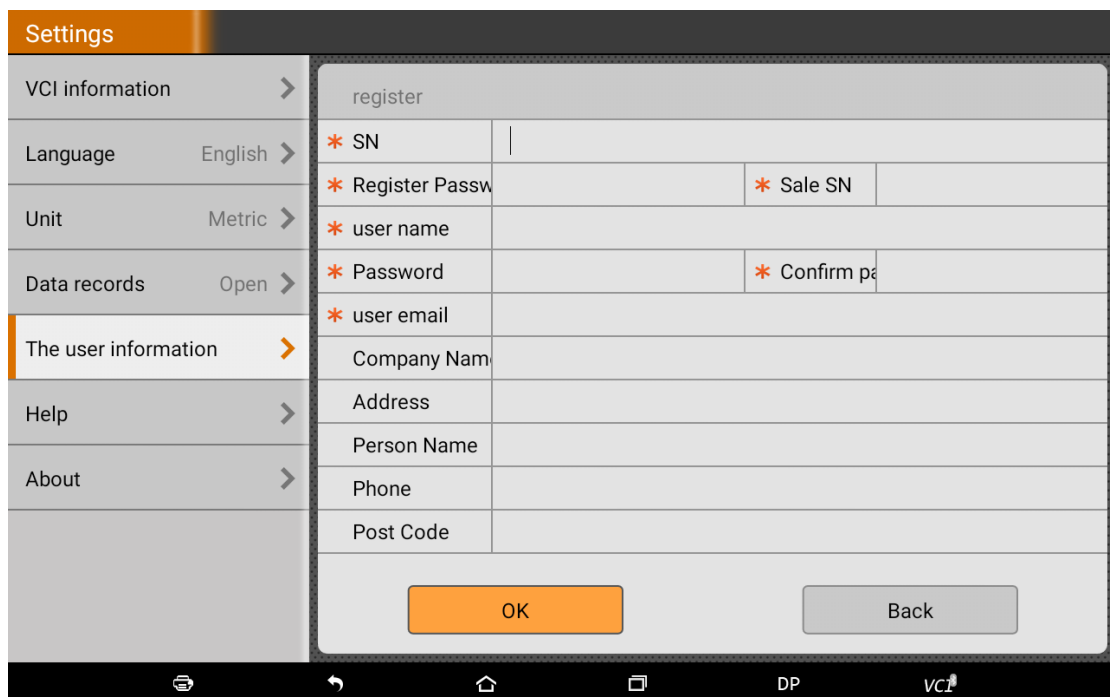 Settings
VCI information
Language English
Unit Metric
Data records Open
The user information
Help
About
register
* SN
* Register Passw
* Sale SN
* user name
* Password
* Confirm pa
* user email
Company Nam
Address
Person Name
Phone
Post Code
OK Back
DP VCI